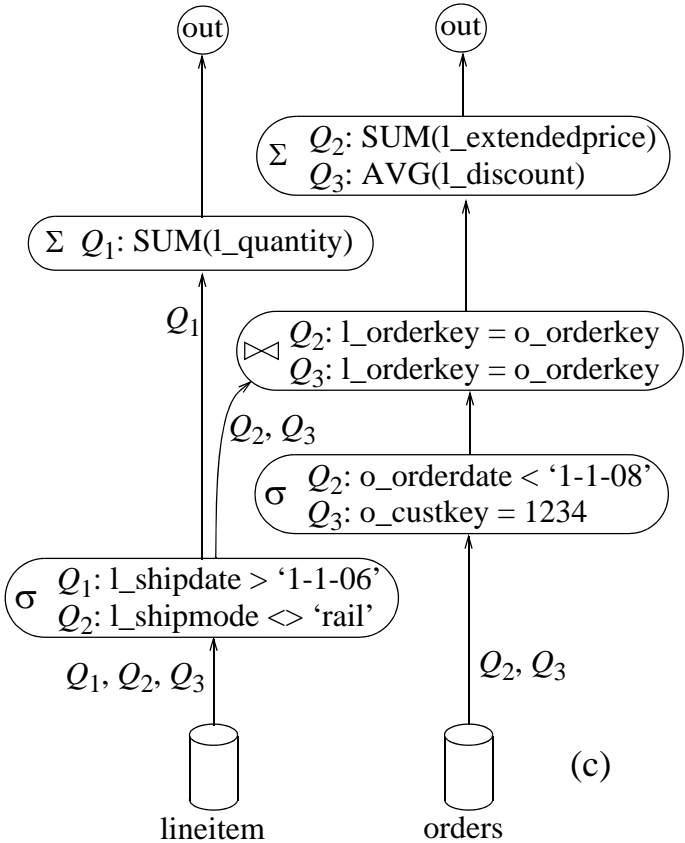 out
out
Σ Q₂: SUM(l_extendedprice)
Q₃: AVG(l_discount)
Σ Q₁: SUM(l_quantity)
Q₁
⋈ Q₂: l_orderkey = o_orderkey
Q₃: l_orderkey = o_orderkey
Q₂, Q₃
σ Q₂: o_orderdate < ‘1-1-08’
Q₃: o_custkey = 1234
σ Q₁: l_shipdate > ‘1-1-06’
Q₂: l_shipmode <> ‘rail’
Q₁, Q₂, Q₃
Q₂, Q₃
(c)
lineitem
orders